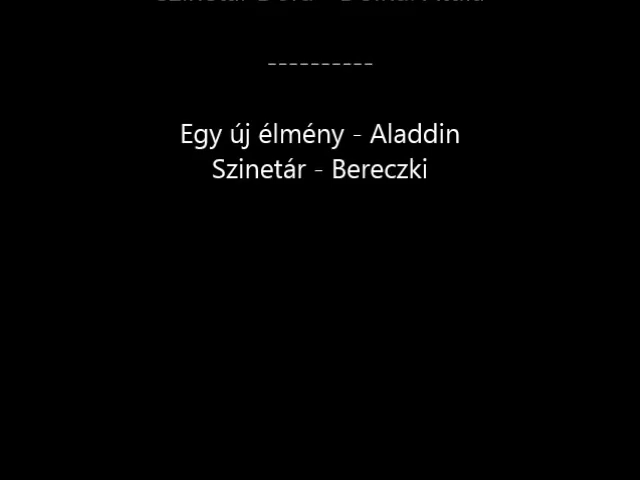 ----------
Egy új élmény - Aladdin
Szinetár - Bereczki